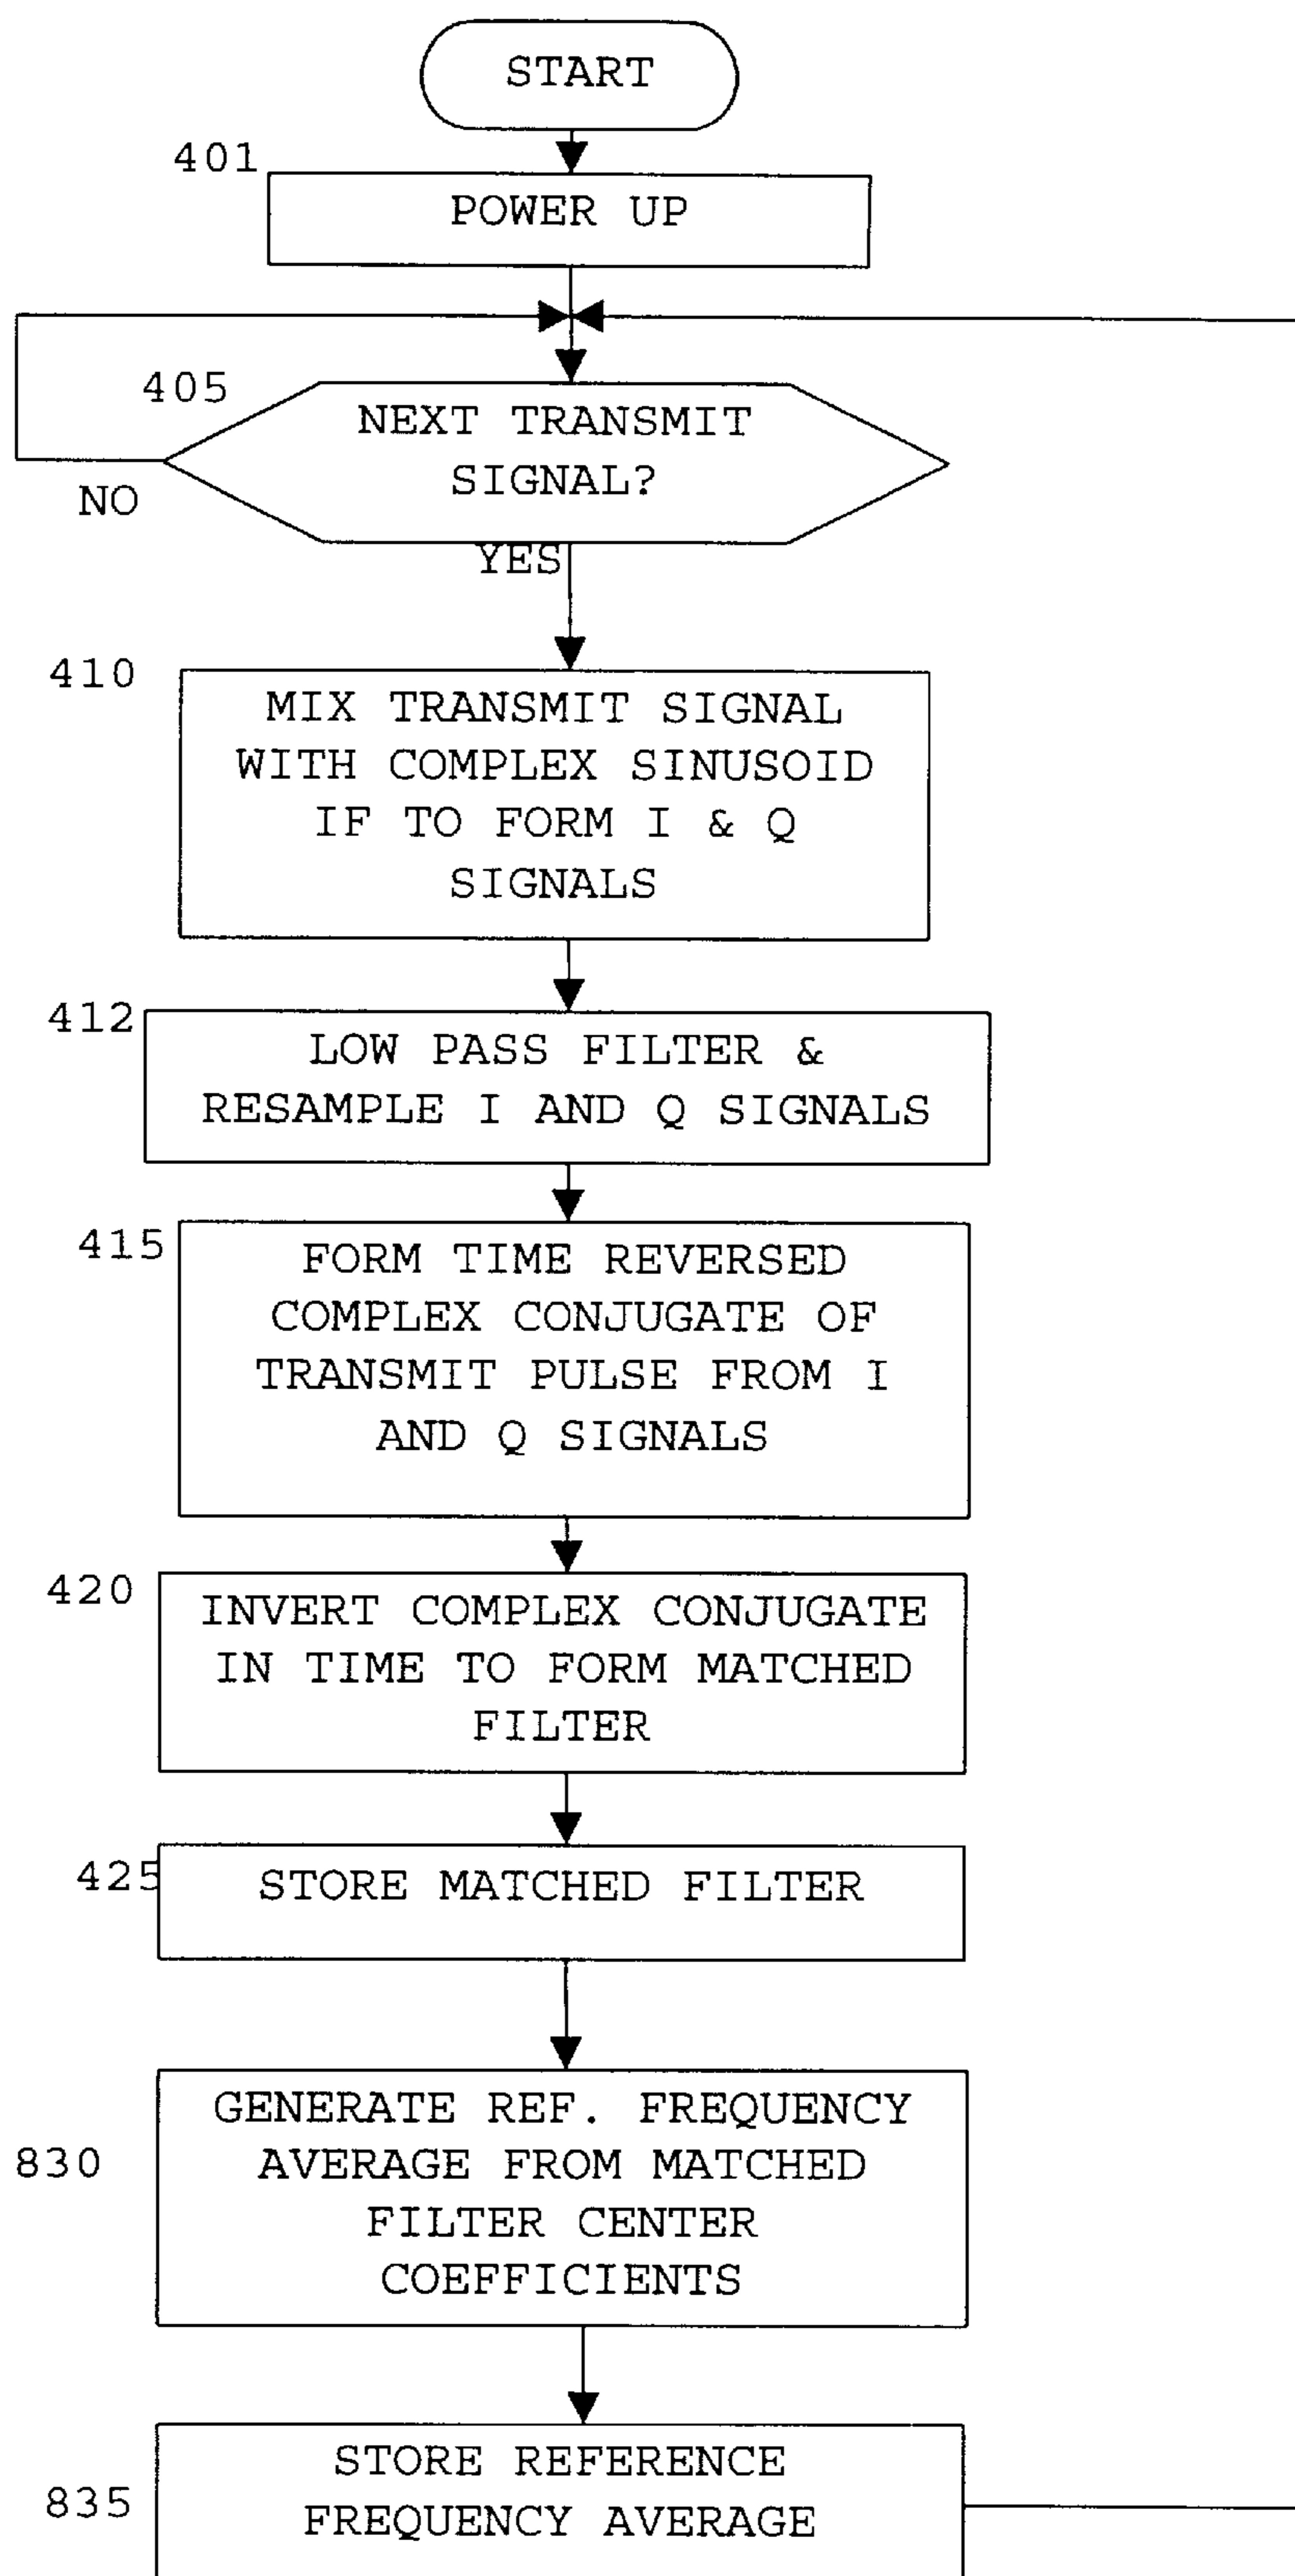 START
401
POWER UP
405
NEXT TRANSMIT
SIGNAL?
NO
YES
410
MIX TRANSMIT SIGNAL
WITH COMPLEX SINUSOID
IF TO FORM I & Q
SIGNALS
412
LOW PASS FILTER &
RESAMPLE I AND Q SIGNALS
415
FORM TIME REVERSED
COMPLEX CONJUGATE OF
TRANSMIT PULSE FROM I
AND Q SIGNALS
420
INVERT COMPLEX CONJUGATE
IN TIME TO FORM MATCHED
FILTER
425
STORE MATCHED FILTER
GENERATE REF. FREQUENCY
830
AVERAGE FROM MATCHED
FILTER CENTER
COEFFICIENTS
STORE REFERENCE
835
FREQUENCY AVERAGE